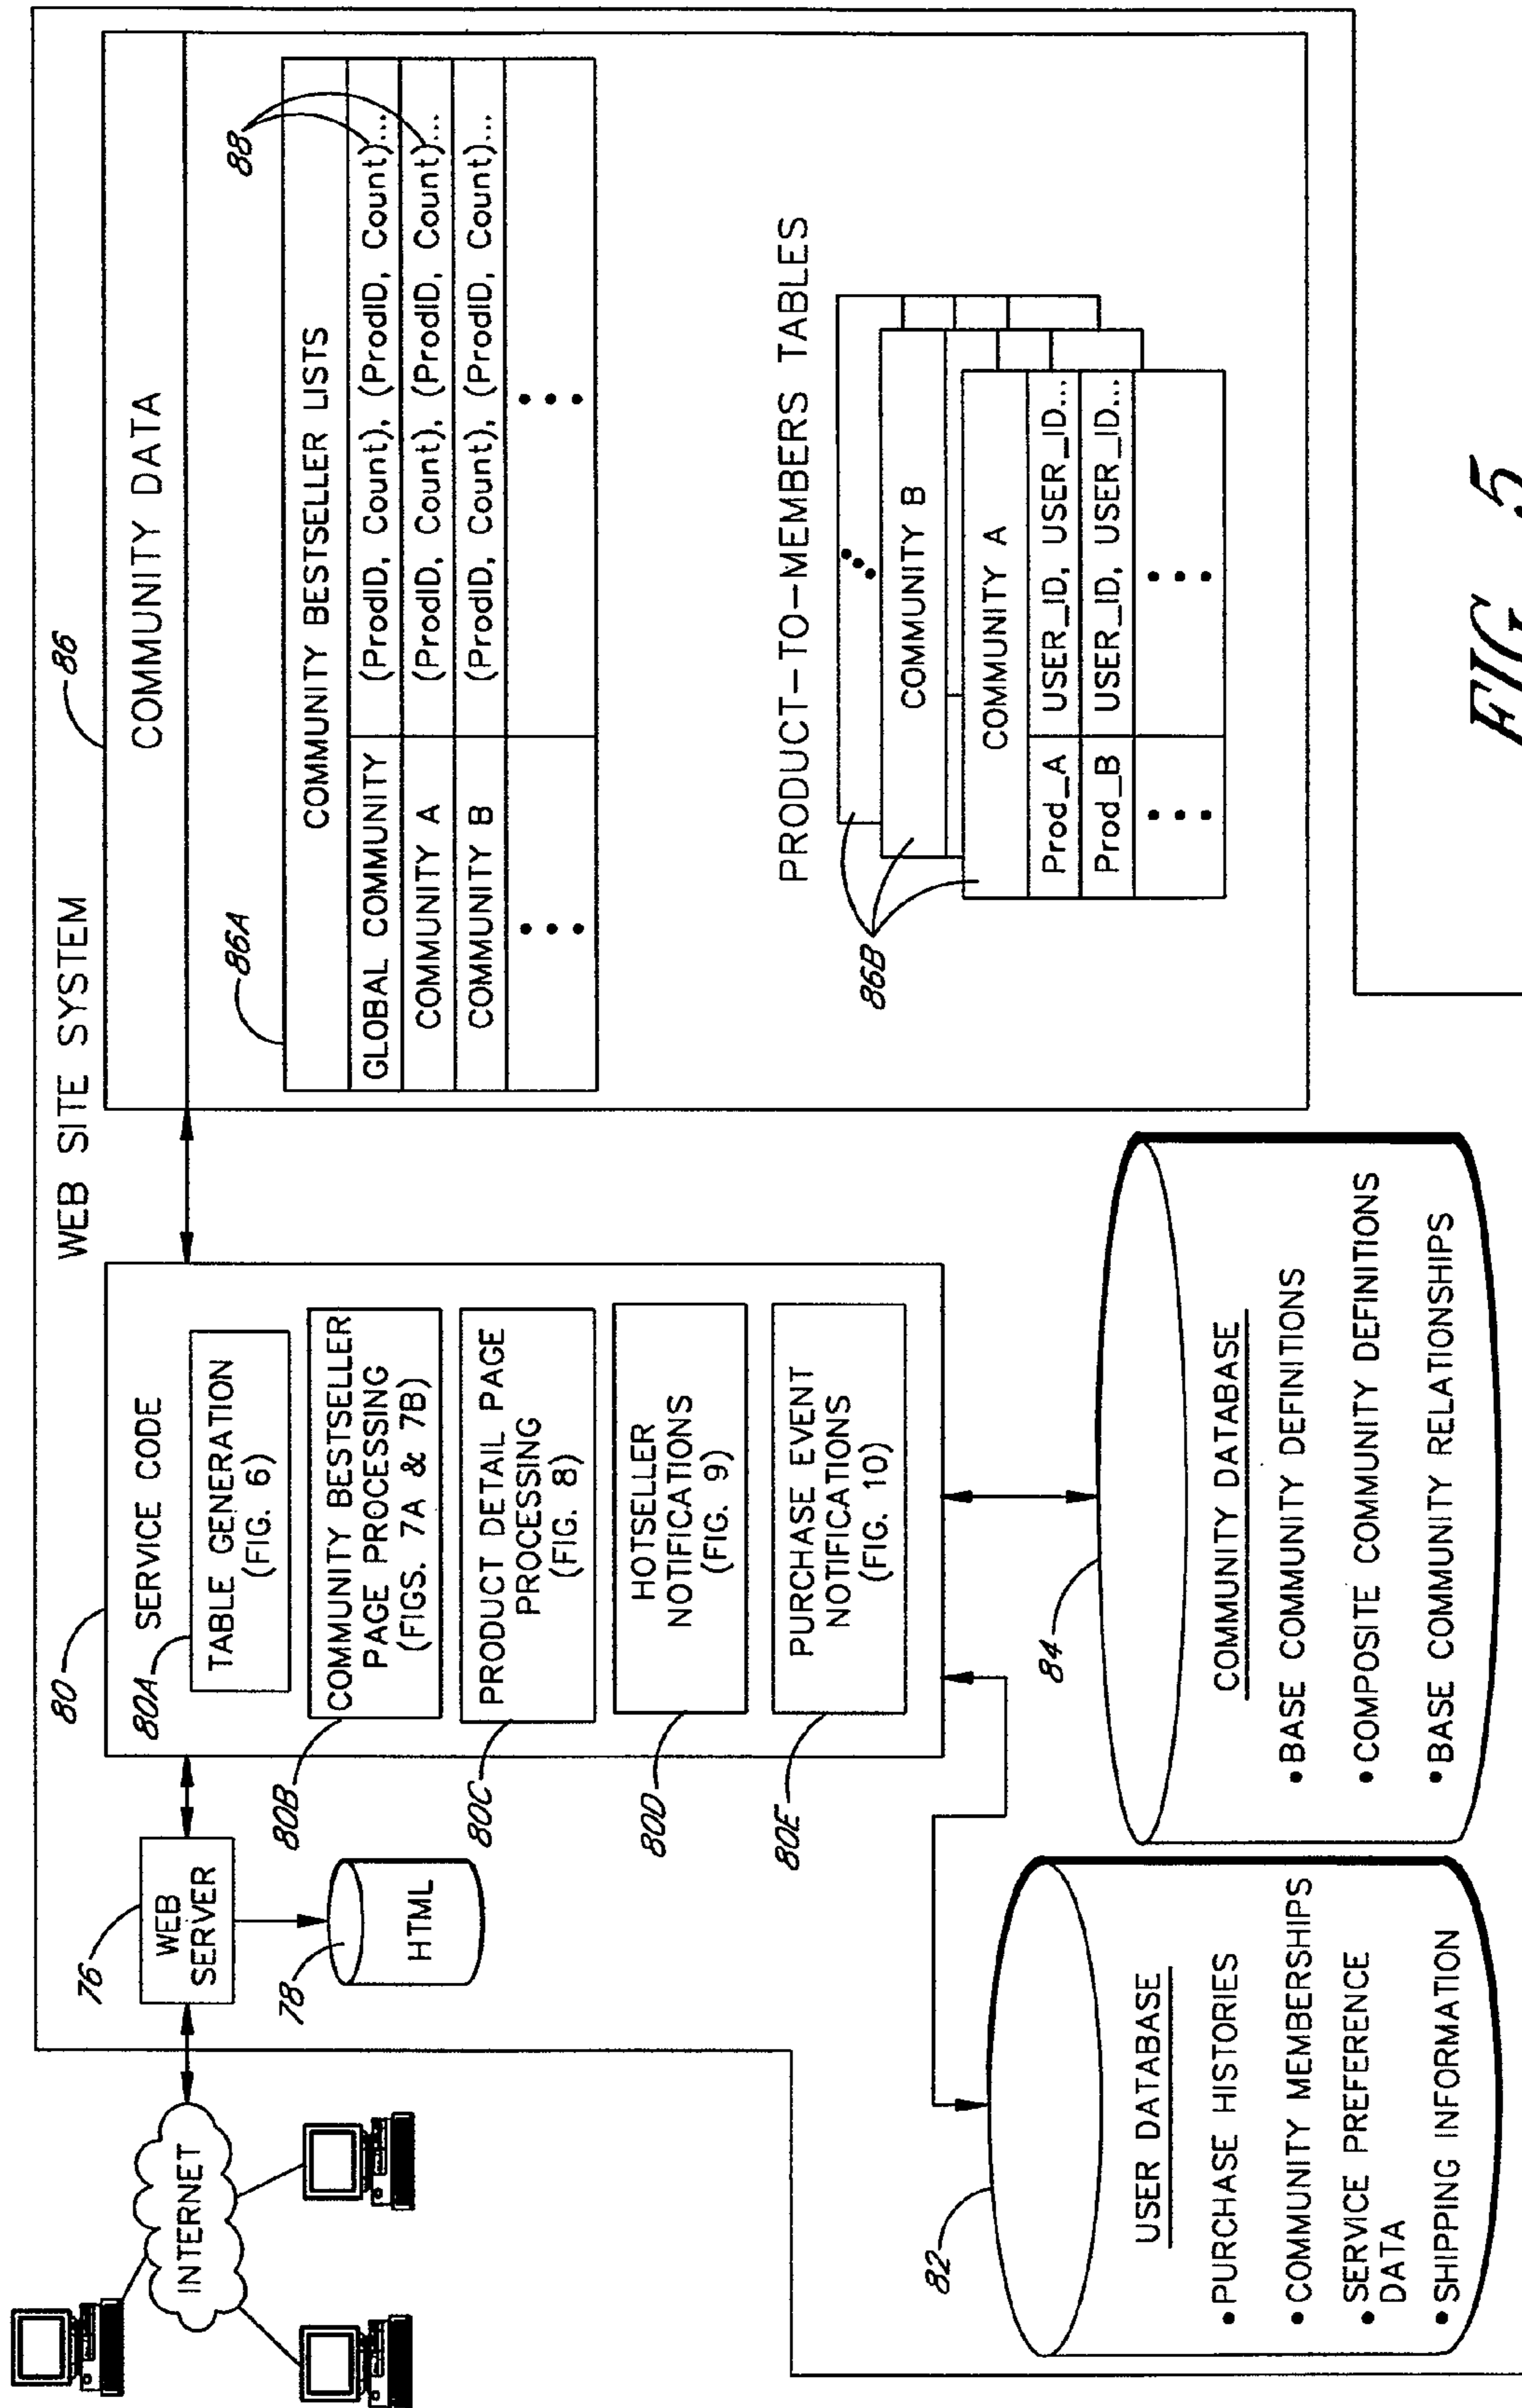 WEB SITE SYSTEM
INTERNET
76
WEB
SERVER
78
HTML
80
SERVICE CODE
80A
TABLE GENERATION
(FIG. 6)
80B
COMMUNITY BESTSELLER
PAGE PROCESSING
(FIGS. 7A & 7B)
80C
PRODUCT DETAIL PAGE
PROCESSING
(FIG. 8)
80D
HOTSELLER
NOTIFICATIONS
(FIG. 9)
80E
PURCHASE EVENT
NOTIFICATIONS
(FIG. 10)
82
USER DATABASE
• PURCHASE HISTORIES
• COMMUNITY MEMBERSHIPS
• SERVICE PREFERENCE
DATA
• SHIPPING INFORMATION
84
COMMUNITY DATABASE
• BASE COMMUNITY DEFINITIONS
• COMPOSITE COMMUNITY DEFINITIONS
• BASE COMMUNITY RELATIONSHIPS
86
COMMUNITY DATA
86A
COMMUNITY BESTSELLER LISTS
88
GLOBAL COMMUNITY (ProdID, Count), (ProdID, Count)...
COMMUNITY A (ProdID, Count), (ProdID, Count)...
COMMUNITY B (ProdID, Count), (ProdID, Count)...
PRODUCT-TO-MEMBERS TABLES
86B
COMMUNITY B
COMMUNITY A
Prod_A USER_ID, USER_ID...
Prod_B USER_ID, USER_ID...
FIG. 5